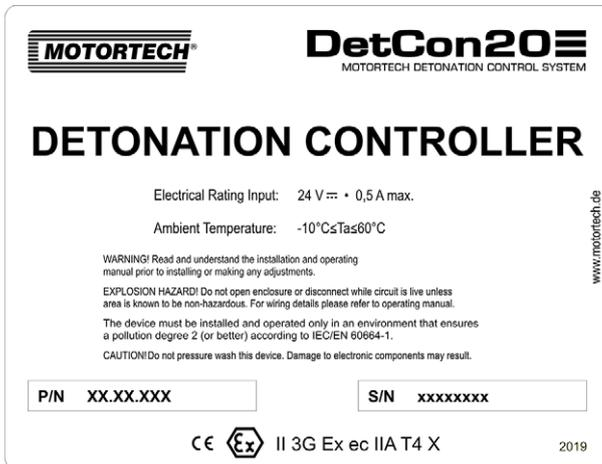 MOTORTECH®
DetCon20
MOTORTECH DETONATION CONTROL SYSTEM
DETONATION CONTROLLER
Electrical Rating Input: 24 V ⎓ • 0,5 A max.
Ambient Temperature: -10°C≤Ta≤60°C
WARNING! Read and understand the installation and operating
manual prior to installing or making any adjustments.
EXPLOSION HAZARD! Do not open enclosure or disconnect while circuit is live unless
area is known to be non-hazardous. For wiring details please refer to operating manual.
The device must be installed and operated only in an environment that ensures
a pollution degree 2 (or better) according to IEC/EN 60664-1.
CAUTION!Do not pressure wash this device. Damage to electronic components may result.
www.motortech.de
P/N XX.XX.XXX
S/N xxxxxxxx
CE Ex II 3G Ex ec IIA T4 X
2019